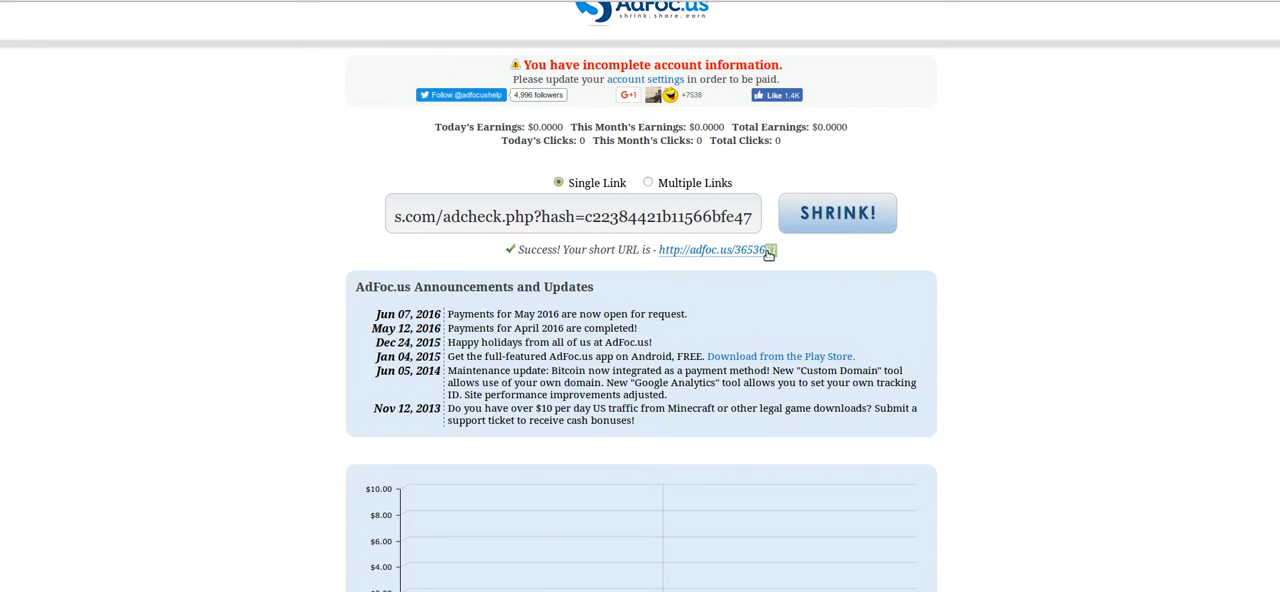 AdFoc.us
shrink. share. earn
You have incomplete account information.
Please update your account settings in order to be paid.
Follow @adfocushelp 4,996 followers G+1 +7538 Like 1.4K
Today's Earnings: $0.0000 This Month's Earnings: $0.0000 Total Earnings: $0.0000
Today's Clicks: 0 This Month's Clicks: 0 Total Clicks: 0
Single Link Multiple Links
s.com/adcheck.php?hash=c22384421b11566bfe47 SHRINK!
Success! Your short URL is - http://adfoc.us/36536
AdFoc.us Announcements and Updates
Jun 07, 2016 Payments for May 2016 are now open for request.
May 12, 2016 Payments for April 2016 are completed!
Dec 24, 2015 Happy holidays from all of us at AdFoc.us!
Jan 04, 2015 Get the full-featured AdFoc.us app on Android, FREE. Download from the Play Store.
Jun 05, 2014 Maintenance update: Bitcoin now integrated as a payment method! New "Custom Domain" tool
allows use of your own domain. New "Google Analytics" tool allows you to set your own tracking
ID. Site performance improvements adjusted.
Nov 12, 2013 Do you have over $10 per day US traffic from Minecraft or other legal game downloads? Submit a
support ticket to receive cash bonuses!
$10.00
$8.00
$6.00
$4.00